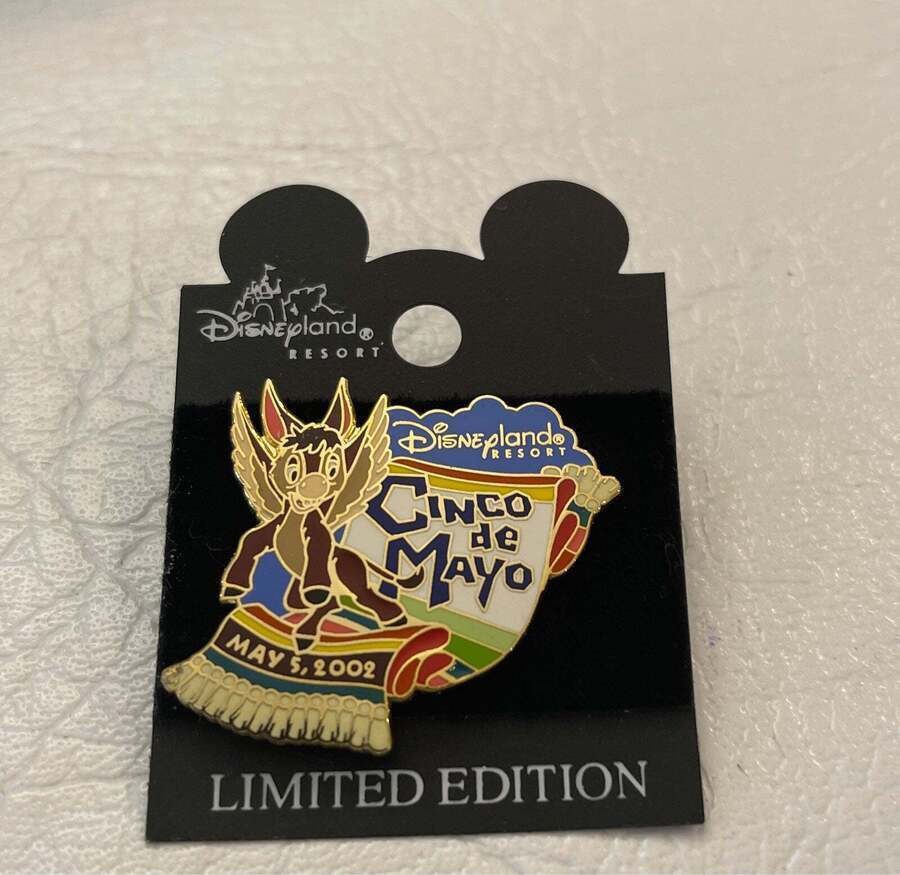 Disneyland®
RESORT
Disneyland®
RESORT
CINCO
de
MAYO
MAY 5, 2002
LIMITED EDITION